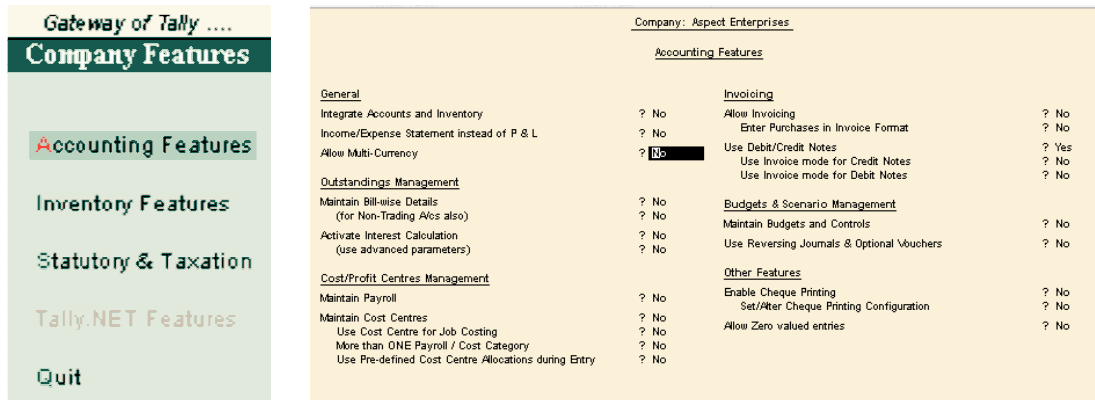 Gateway of Tally ....
Company Features
Accounting Features
Inventory Features
Statutory & Taxation
Tally.NET Features
Quit
Company: Aspect Enterprises
Accounting Features
General
Integrate Accounts and Inventory ? No
Income/Expense Statement instead of P & L ? No
Allow Multi-Currency ? No
Outstandings Management
Maintain Bill-wise Details ? No
(for Non-Trading A/cs also) ? No
Activate Interest Calculation ? No
(use advanced parameters) ? No
Cost/Profit Centres Management
Maintain Payroll ? No
Maintain Cost Centres ? No
Use Cost Centre for Job Costing ? No
More than ONE Payroll / Cost Category ? No
Use Pre-defined Cost Centre Allocations during Entry ? No
Invoicing
Allow Invoicing ? No
Enter Purchases in Invoice Format ? No
Use Debit/Credit Notes ? Yes
Use Invoice mode for Credit Notes ? No
Use Invoice mode for Debit Notes ? No
Budgets & Scenario Management
Maintain Budgets and Controls ? No
Use Reversing Journals & Optional Vouchers ? No
Other Features
Enable Cheque Printing ? No
Set/Alter Cheque Printing Configuration ? No
Allow Zero valued entries ? No